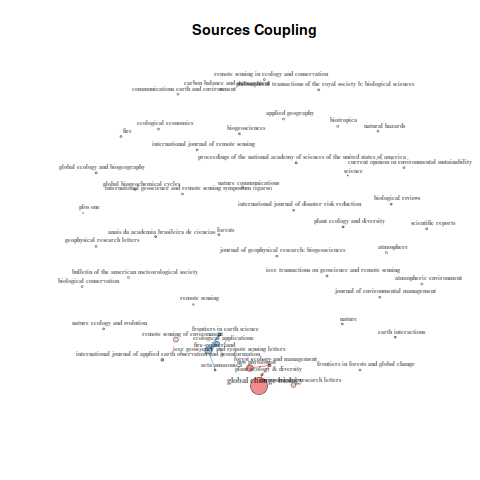 Sources Coupling
remote sensing in ecology and conservation
carbon balance and management
transactions of the royal society b: biological sciences
communications earth and environment
applied geography
biotropica
ecological economics
natural hazards
fire
biogeosciences
international journal of remote sensing
proceedings of the national academy of sciences of the united states of america
current opinion in environmental sustainability
global ecology and biogeography
science
global biogeochemical cycles
nature communications
international geoscience and remote sensing symposium (igarss)
biological reviews
plos one
international journal of disaster risk reduction
plant ecology and diversity
scientific reports
anais da academia brasileira de ciencias
forests
geophysical research letters
journal of geophysical research: biogeosciences
atmosphere
bulletin of the american meteorological society
ieee transactions on geoscience and remote sensing
biological conservation
atmospheric environment
journal of environmental management
remote sensing
nature ecology and evolution
nature
frontiers in earth science
remote sensing of environment
earth interactions
ecological applications
ieee geoscience and remote sensing letters
international journal of applied earth observation and geoinformation
forest ecology and management
acta amazonica
frontiers in forests and global change
plant ecology & diversity
global change biology
research letters